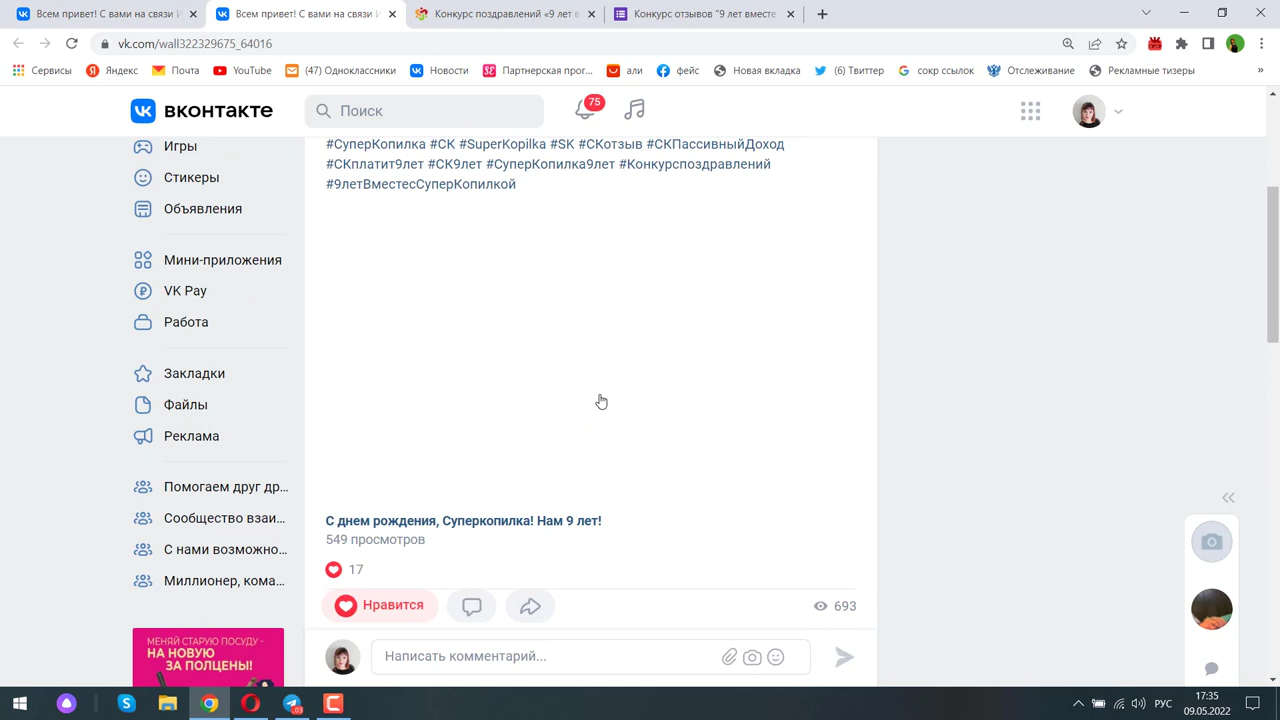 Всем привет! С вами на связи И
Всем привет! С вами на связи И
Конкурс поздравлений «9 лет в
Конкурс отзывов "9 лет вместе
vk.com/wall322329675_64016
Сервисы
Яндекс
Почта
YouTube
(47) Одноклассники
Новости
Партнерская прог...
али
фейс
Новая вкладка
(6) Твиттер
сокр ссылок
Отслеживание
Рекламные тизеры
»
вконтакте
Поиск
75
Игры
Стикеры
Объявления
Мини-приложения
VK Pay
Работа
Закладки
Файлы
Реклама
Помогаем друг др...
Сообщество взаи...
С нами возможно...
Миллионер, кома...
МЕНЯЙ СТАРУЮ ПОСУДУ -
НА НОВУЮ
ЗА ПОЛЦЕНЫ!
#СуперКопилка #СК #SuperKopilka #SK #СКотзыв #СКПассивныйДоход
#СКплатит9лет #СК9лет #СуперКопилка9лет #Конкурспоздравлений
#9летВместесСуперКопилкой
С днем рождения, Суперкопилка! Нам 9 лет!
549 просмотров
17
Нравится
693
Написать комментарий...
РУС
17:35
09.05.2022